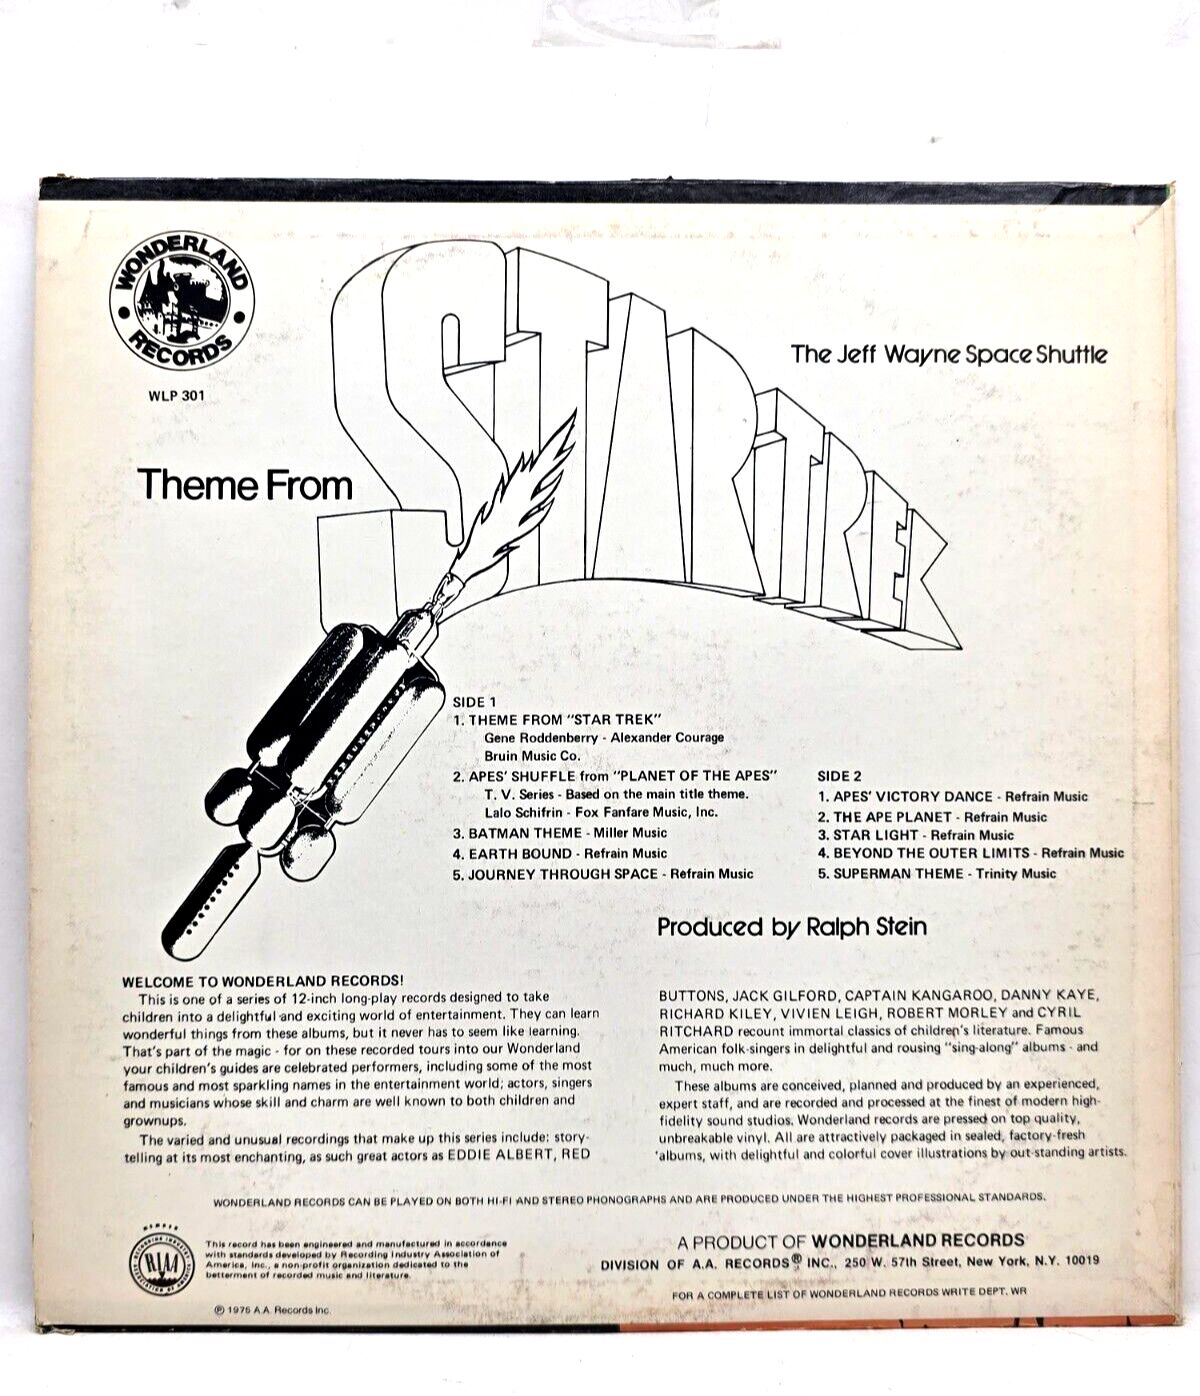 WONDERLAND
RECORDS
WLP 301
STAR TREK
The Jeff Wayne Space Shuttle
Theme From
SIDE 1
1. THEME FROM "STAR TREK"
Gene Roddenberry - Alexander Courage
Bruin Music Co.
2. APES' SHUFFLE from "PLANET OF THE APES"
T. V. Series - Based on the main title theme.
Lalo Schifrin - Fox Fanfare Music, Inc.
3. BATMAN THEME - Miller Music
4. EARTH BOUND - Refrain Music
5. JOURNEY THROUGH SPACE - Refrain Music
SIDE 2
1. APES' VICTORY DANCE - Refrain Music
2. THE APE PLANET - Refrain Music
3. STAR LIGHT - Refrain Music
4. BEYOND THE OUTER LIMITS - Refrain Music
5. SUPERMAN THEME - Trinity Music
Produced by Ralph Stein
WELCOME TO WONDERLAND RECORDS!
This is one of a series of 12-inch long-play records designed to take
children into a delightful and exciting world of entertainment. They can learn
wonderful things from these albums, but it never has to seem like learning.
That's part of the magic - for on these recorded tours into our Wonderland
your children's guides are celebrated performers, including some of the most
famous and most sparkling names in the entertainment world; actors, singers
and musicians whose skill and charm are well known to both children and
grownups.
The varied and unusual recordings that make up this series include: story-
telling at its most enchanting, as such great actors as EDDIE ALBERT, RED
BUTTONS, JACK GILFORD, CAPTAIN KANGAROO, DANNY KAYE,
RICHARD KILEY, VIVIEN LEIGH, ROBERT MORLEY and CYRIL
RITCHARD recount immortal classics of children's literature. Famous
American folk-singers in delightful and rousing "sing-along" albums - and
much, much more.
These albums are conceived, planned and produced by an experienced,
expert staff, and are recorded and processed at the finest of modern high-
fidelity sound studios. Wonderland records are pressed on top quality,
unbreakable vinyl. All are attractively packaged in sealed, factory-fresh
albums, with delightful and colorful cover illustrations by out-standing artists.
WONDERLAND RECORDS CAN BE PLAYED ON BOTH HI-FI AND STEREO PHONOGRAPHS AND ARE PRODUCED UNDER THE HIGHEST PROFESSIONAL STANDARDS.
MEMBER
RECORDING INDUSTRY ASSOCIATION OF AMERICA
RIAA
This record has been engineered and manufactured in accordance
with standards developed by Recording Industry Association of
America, Inc., a non-profit organization dedicated to the
betterment of recorded music and literature.
℗ 1975 A.A. Records Inc.
A PRODUCT OF WONDERLAND RECORDS
DIVISION OF A.A. RECORDS® INC., 250 W. 57th Street, New York, N.Y. 10019
FOR A COMPLETE LIST OF WONDERLAND RECORDS WRITE DEPT. WR